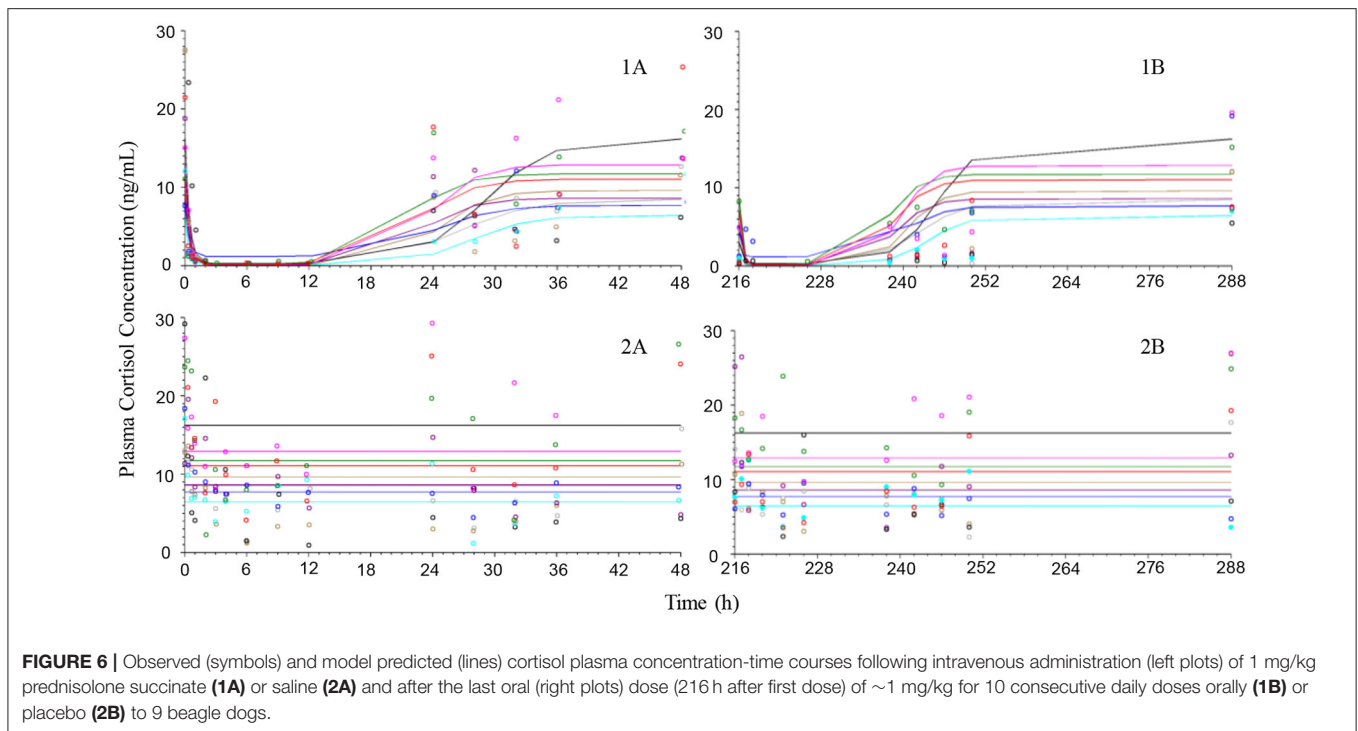 30
20
10
0
1A
0 6 12 18 24 30 36 42 48
30
20
10
0
1B
216 228 240 252 264 276 288
Plasma Cortisol Concentration (ng/mL)
30
20
10
0
2A
0 6 12 18 24 30 36 42 48
30
20
10
0
2B
216 228 240 252 264 276 288
Time (h)
FIGURE 6 | Observed (symbols) and model predicted (lines) cortisol plasma concentration-time courses following intravenous administration (left plots) of 1 mg/kg
prednisolone succinate (1A) or saline (2A) and after the last oral (right plots) dose (216 h after first dose) of ~1 mg/kg for 10 consecutive daily doses orally (1B) or
placebo (2B) to 9 beagle dogs.